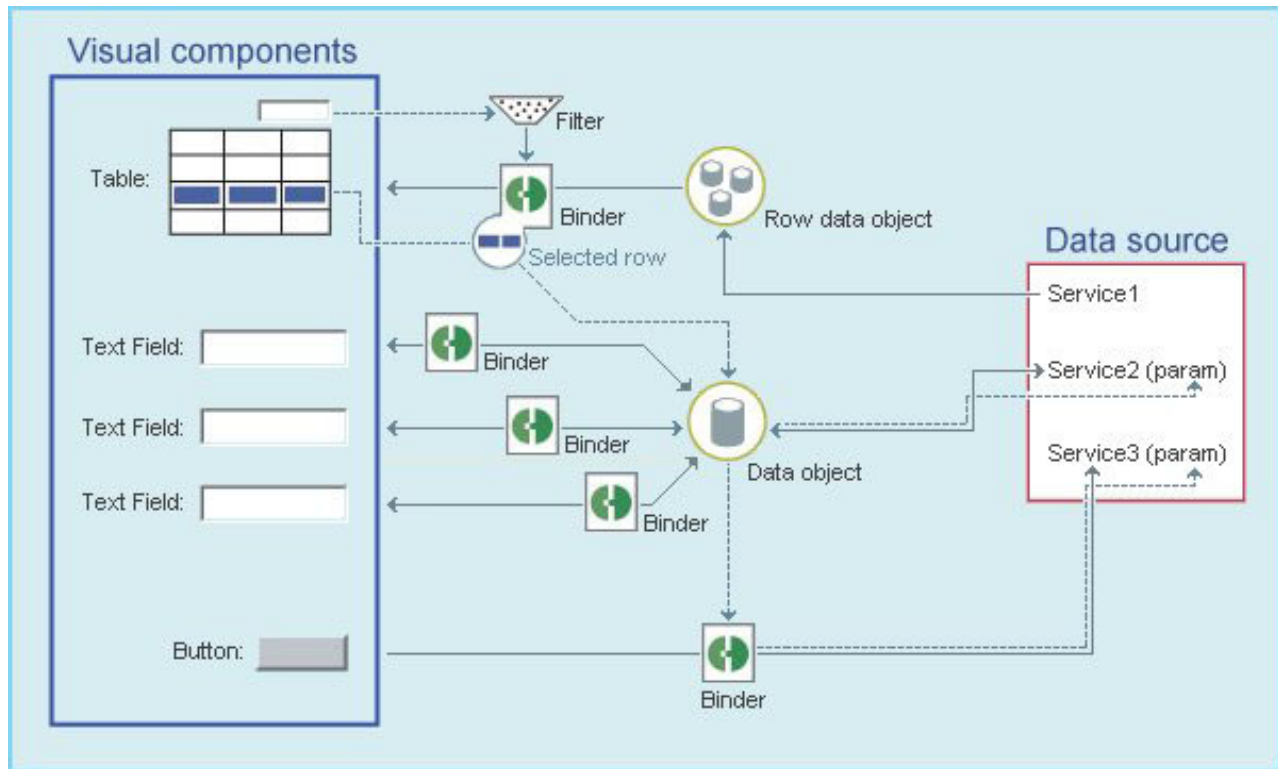 Visual components
Filter
Table:
Binder
Row data object
Selected row
Data source
Service1
Text Field:
Binder
Service2 (param)
Text Field:
Binder
Data object
Service3 (param)
Text Field:
Binder
Button:
Binder